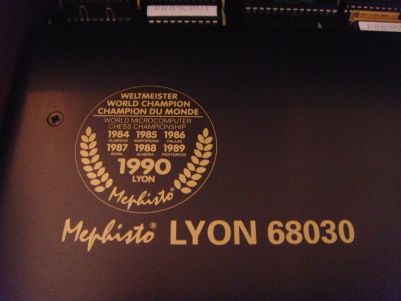 WELTMEISTER
WORLD CHAMPION
CHAMPION DU MONDE
WORLD MICROCOMPUTER
CHESS CHAMPIONSHIP
1984 1985 1986
GLASGOW AMSTERDAM DALLAS
1987 1988 1989
ROMA ALMERIA PORTOROZ
1990
LYON
Mephisto®
Mephisto® LYON 68030